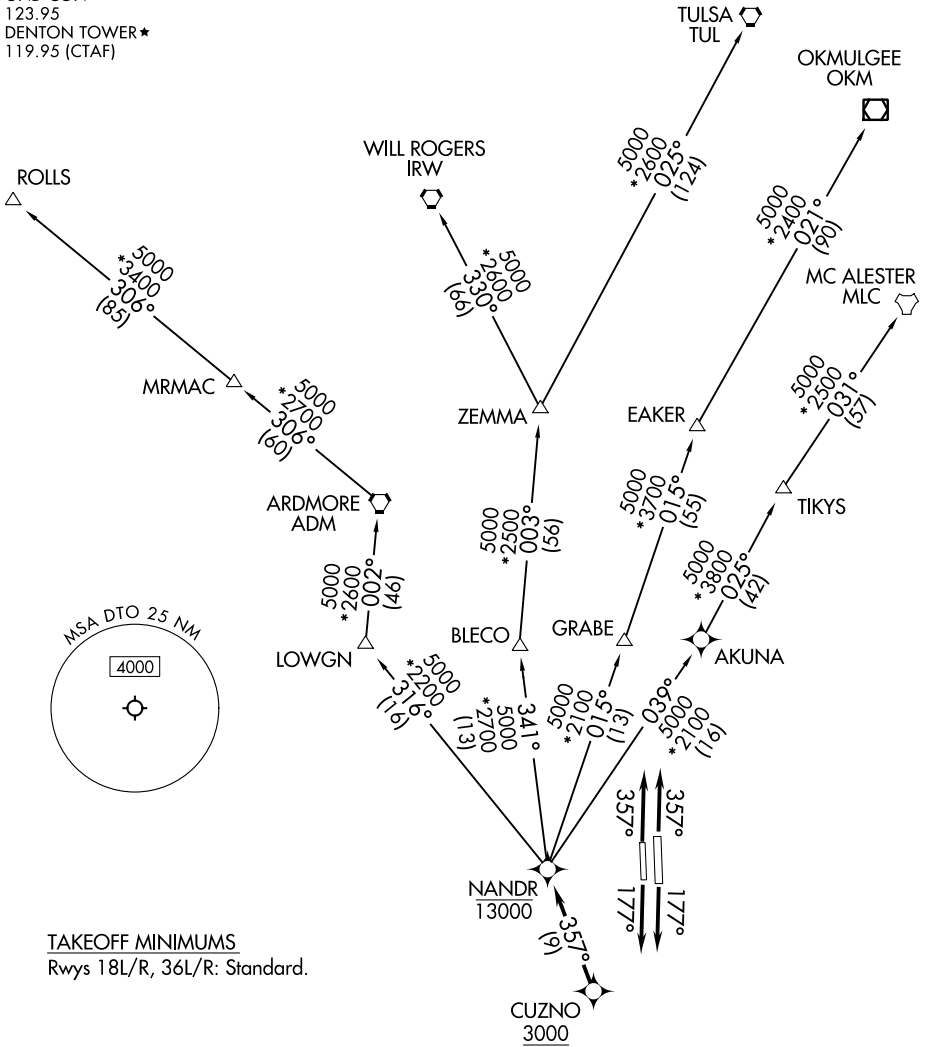 123.95
DENTON TOWER★
119.95 (CTAF)
TULSA
TUL
OKMULGEE
OKM
WILL ROGERS
IRW
ROLLS
5000
*2600
025°
(124)
5000
*2400
021°
(90)
MC ALESTER
MLC
5000
*3400
306°
(85)
5000
*2600
330°
(66)
5000
*2500
031°
(57)
MRMAC
5000
*2700
306°
(60)
ZEMMA
EAKER
ARDMORE
ADM
TIKYS
5000
*2500
003°
(56)
5000
*3700
015°
(55)
5000
*2600
002°
(46)
5000
*3800
025°
(42)
MSA DTO 25 NM
4000
LOWGN
BLECO
GRABE
AKUNA
5000
*2200
316°
(16)
341°
5000
*2700
(13)
5000
*2100
015°
(13)
039°
5000
*2100
(16)
357°
357°
177°
177°
NANDR
13000
357°
(9)
TAKEOFF MINIMUMS
Rwys 18L/R, 36L/R: Standard.
CUZNO
3000